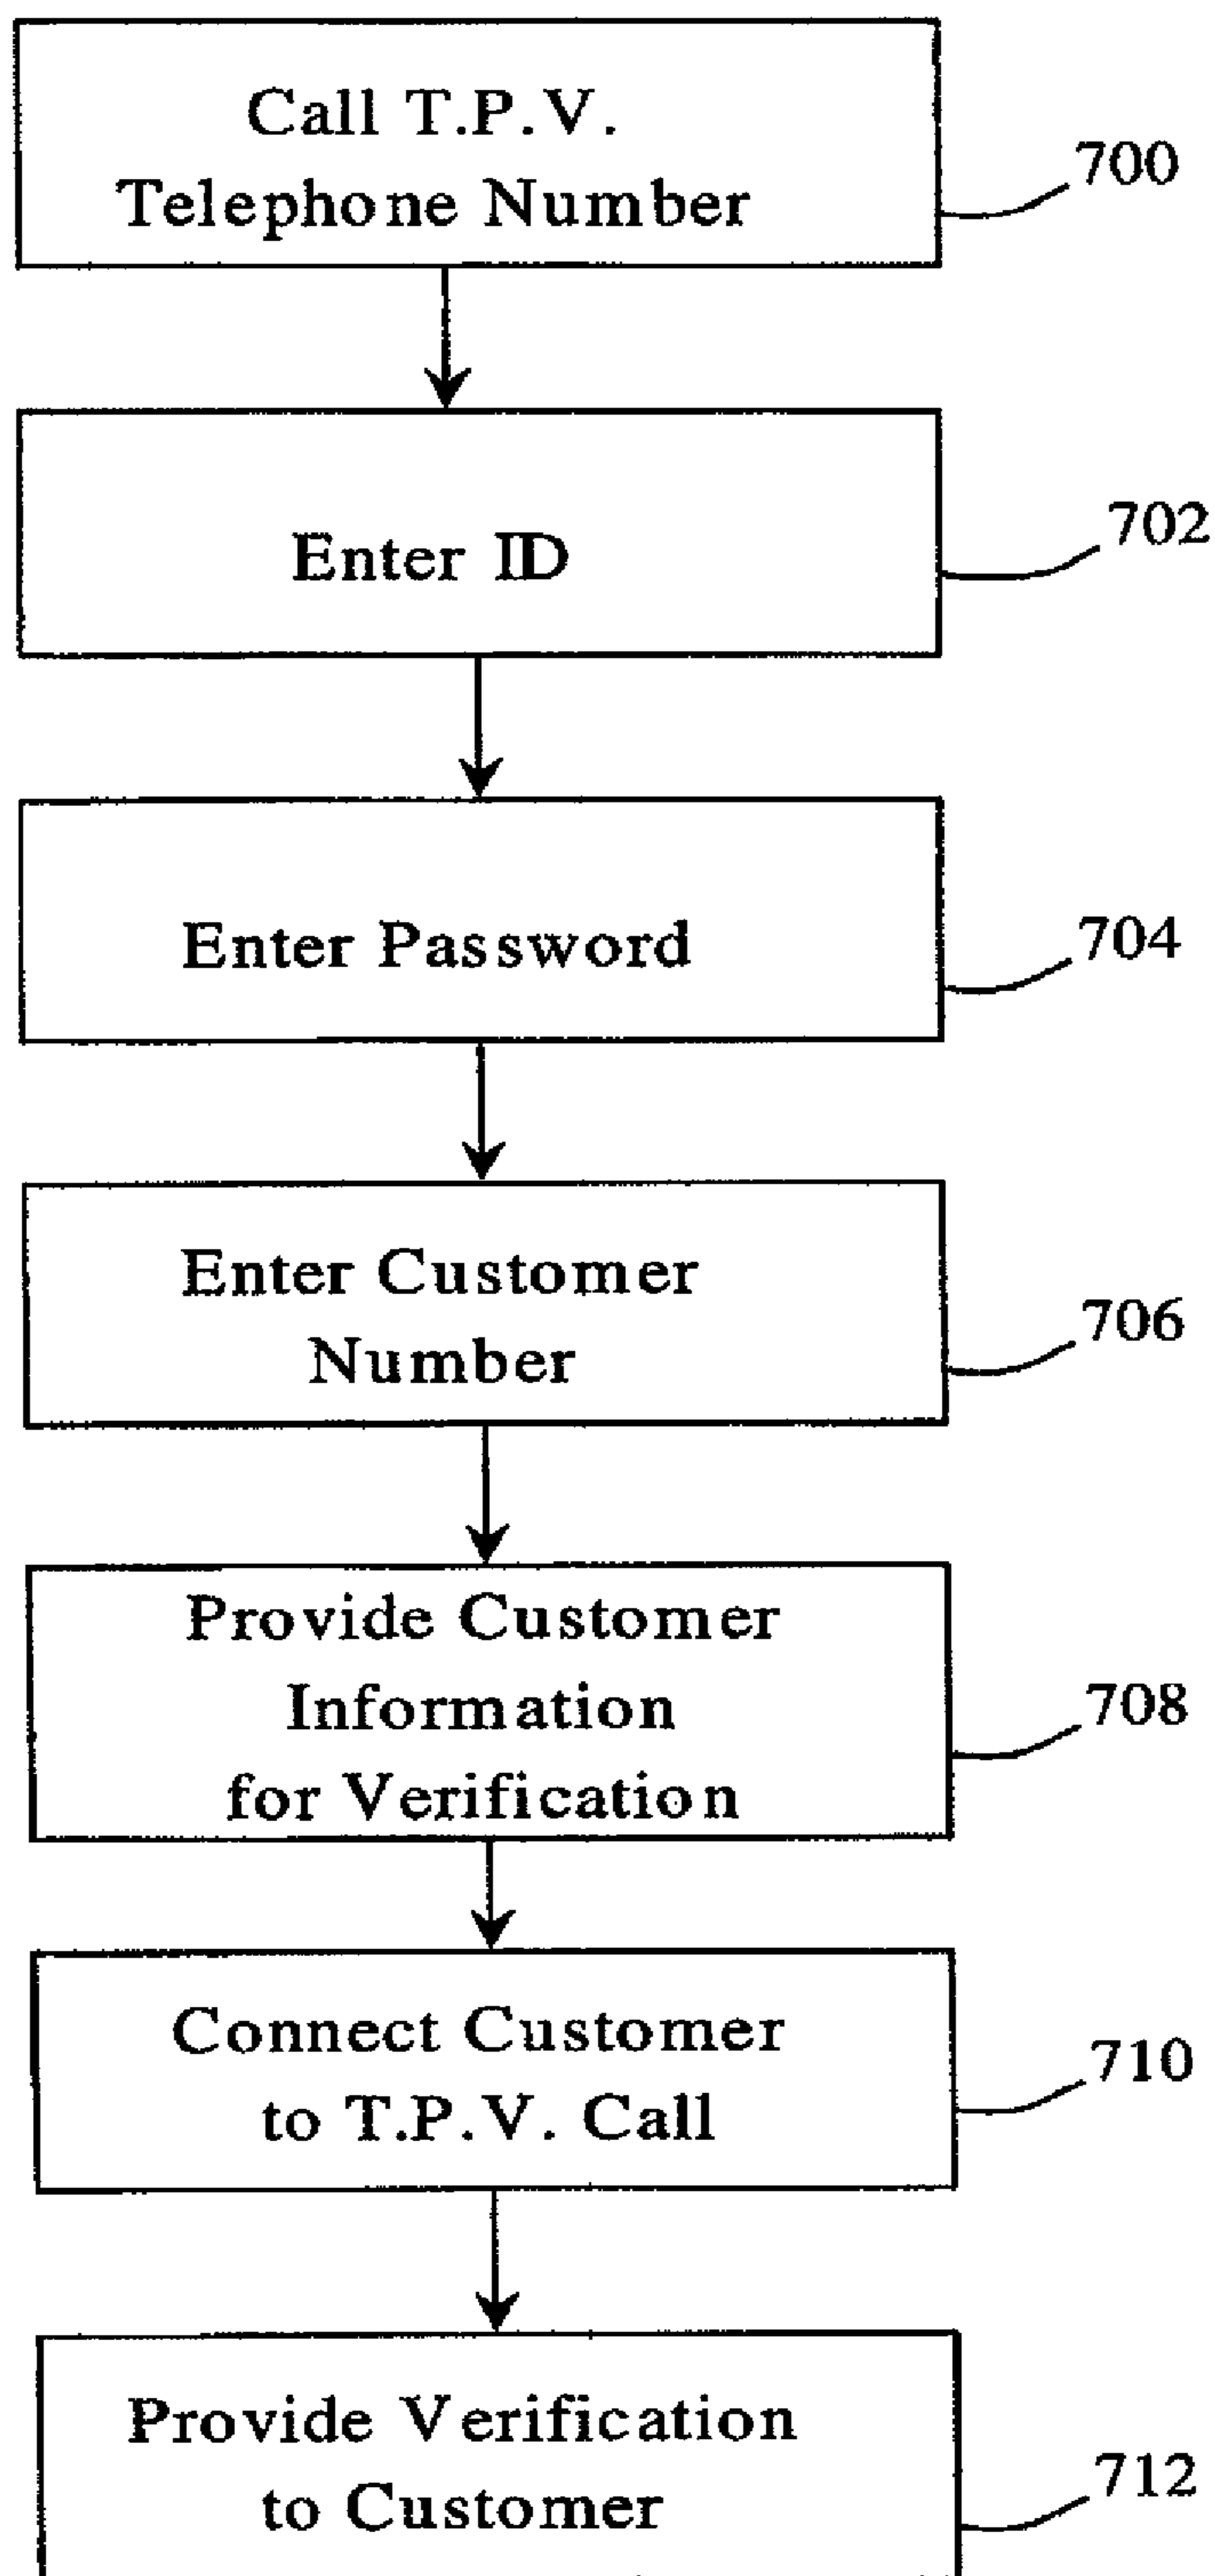 Call T.P.V.
Telephone Number
700
Enter ID
702
Enter Password
704
Enter Customer
Number
706
Provide Customer
Information
for Verification
708
Connect Customer
to T.P.V. Call
710
Provide Verification
to Customer
712